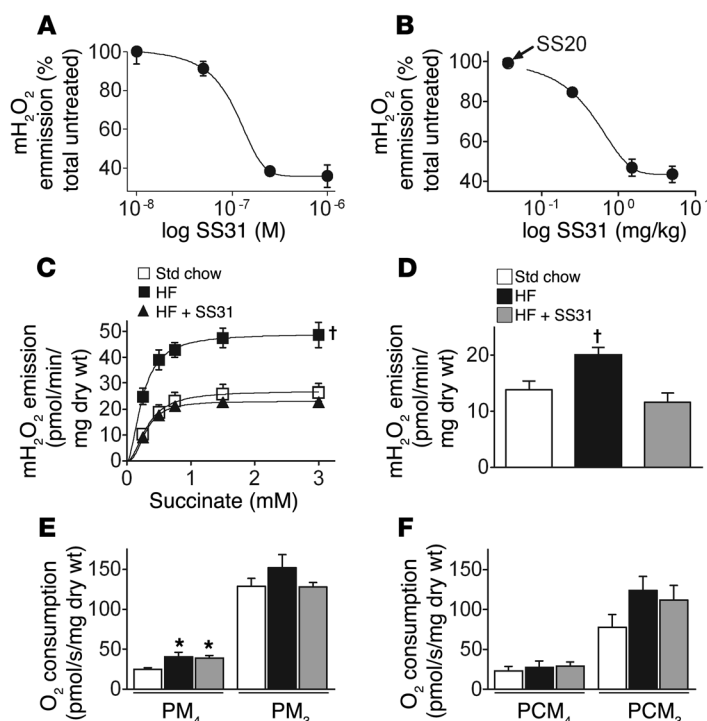 A
mH₂O₂
emmission (%
total untreated)
100
80
60
40
10⁻⁸
10⁻⁷
10⁻⁶
log SS31 (M)
B
SS20
mH₂O₂
emmission (%
total untreated)
100
80
60
40
10⁻¹
10⁰
10¹
log SS31 (mg/kg)
C
Std chow
HF
HF + SS31
mH₂O₂ emission
(pmol/min/
mg dry wt)
50
40
30
20
10
0
†
0
1
2
3
Succinate (mM)
D
Std chow
HF
HF + SS31
mH₂O₂ emission
(pmol/min/
mg dry wt)
20
10
0
†
E
O₂ consumption
(pmol/s/mg dry wt)
150
100
50
0
* *
PM₄
PM₃
F
O₂ consumption
(pmol/s/mg dry wt)
150
100
50
0
PCM₄
PCM₃